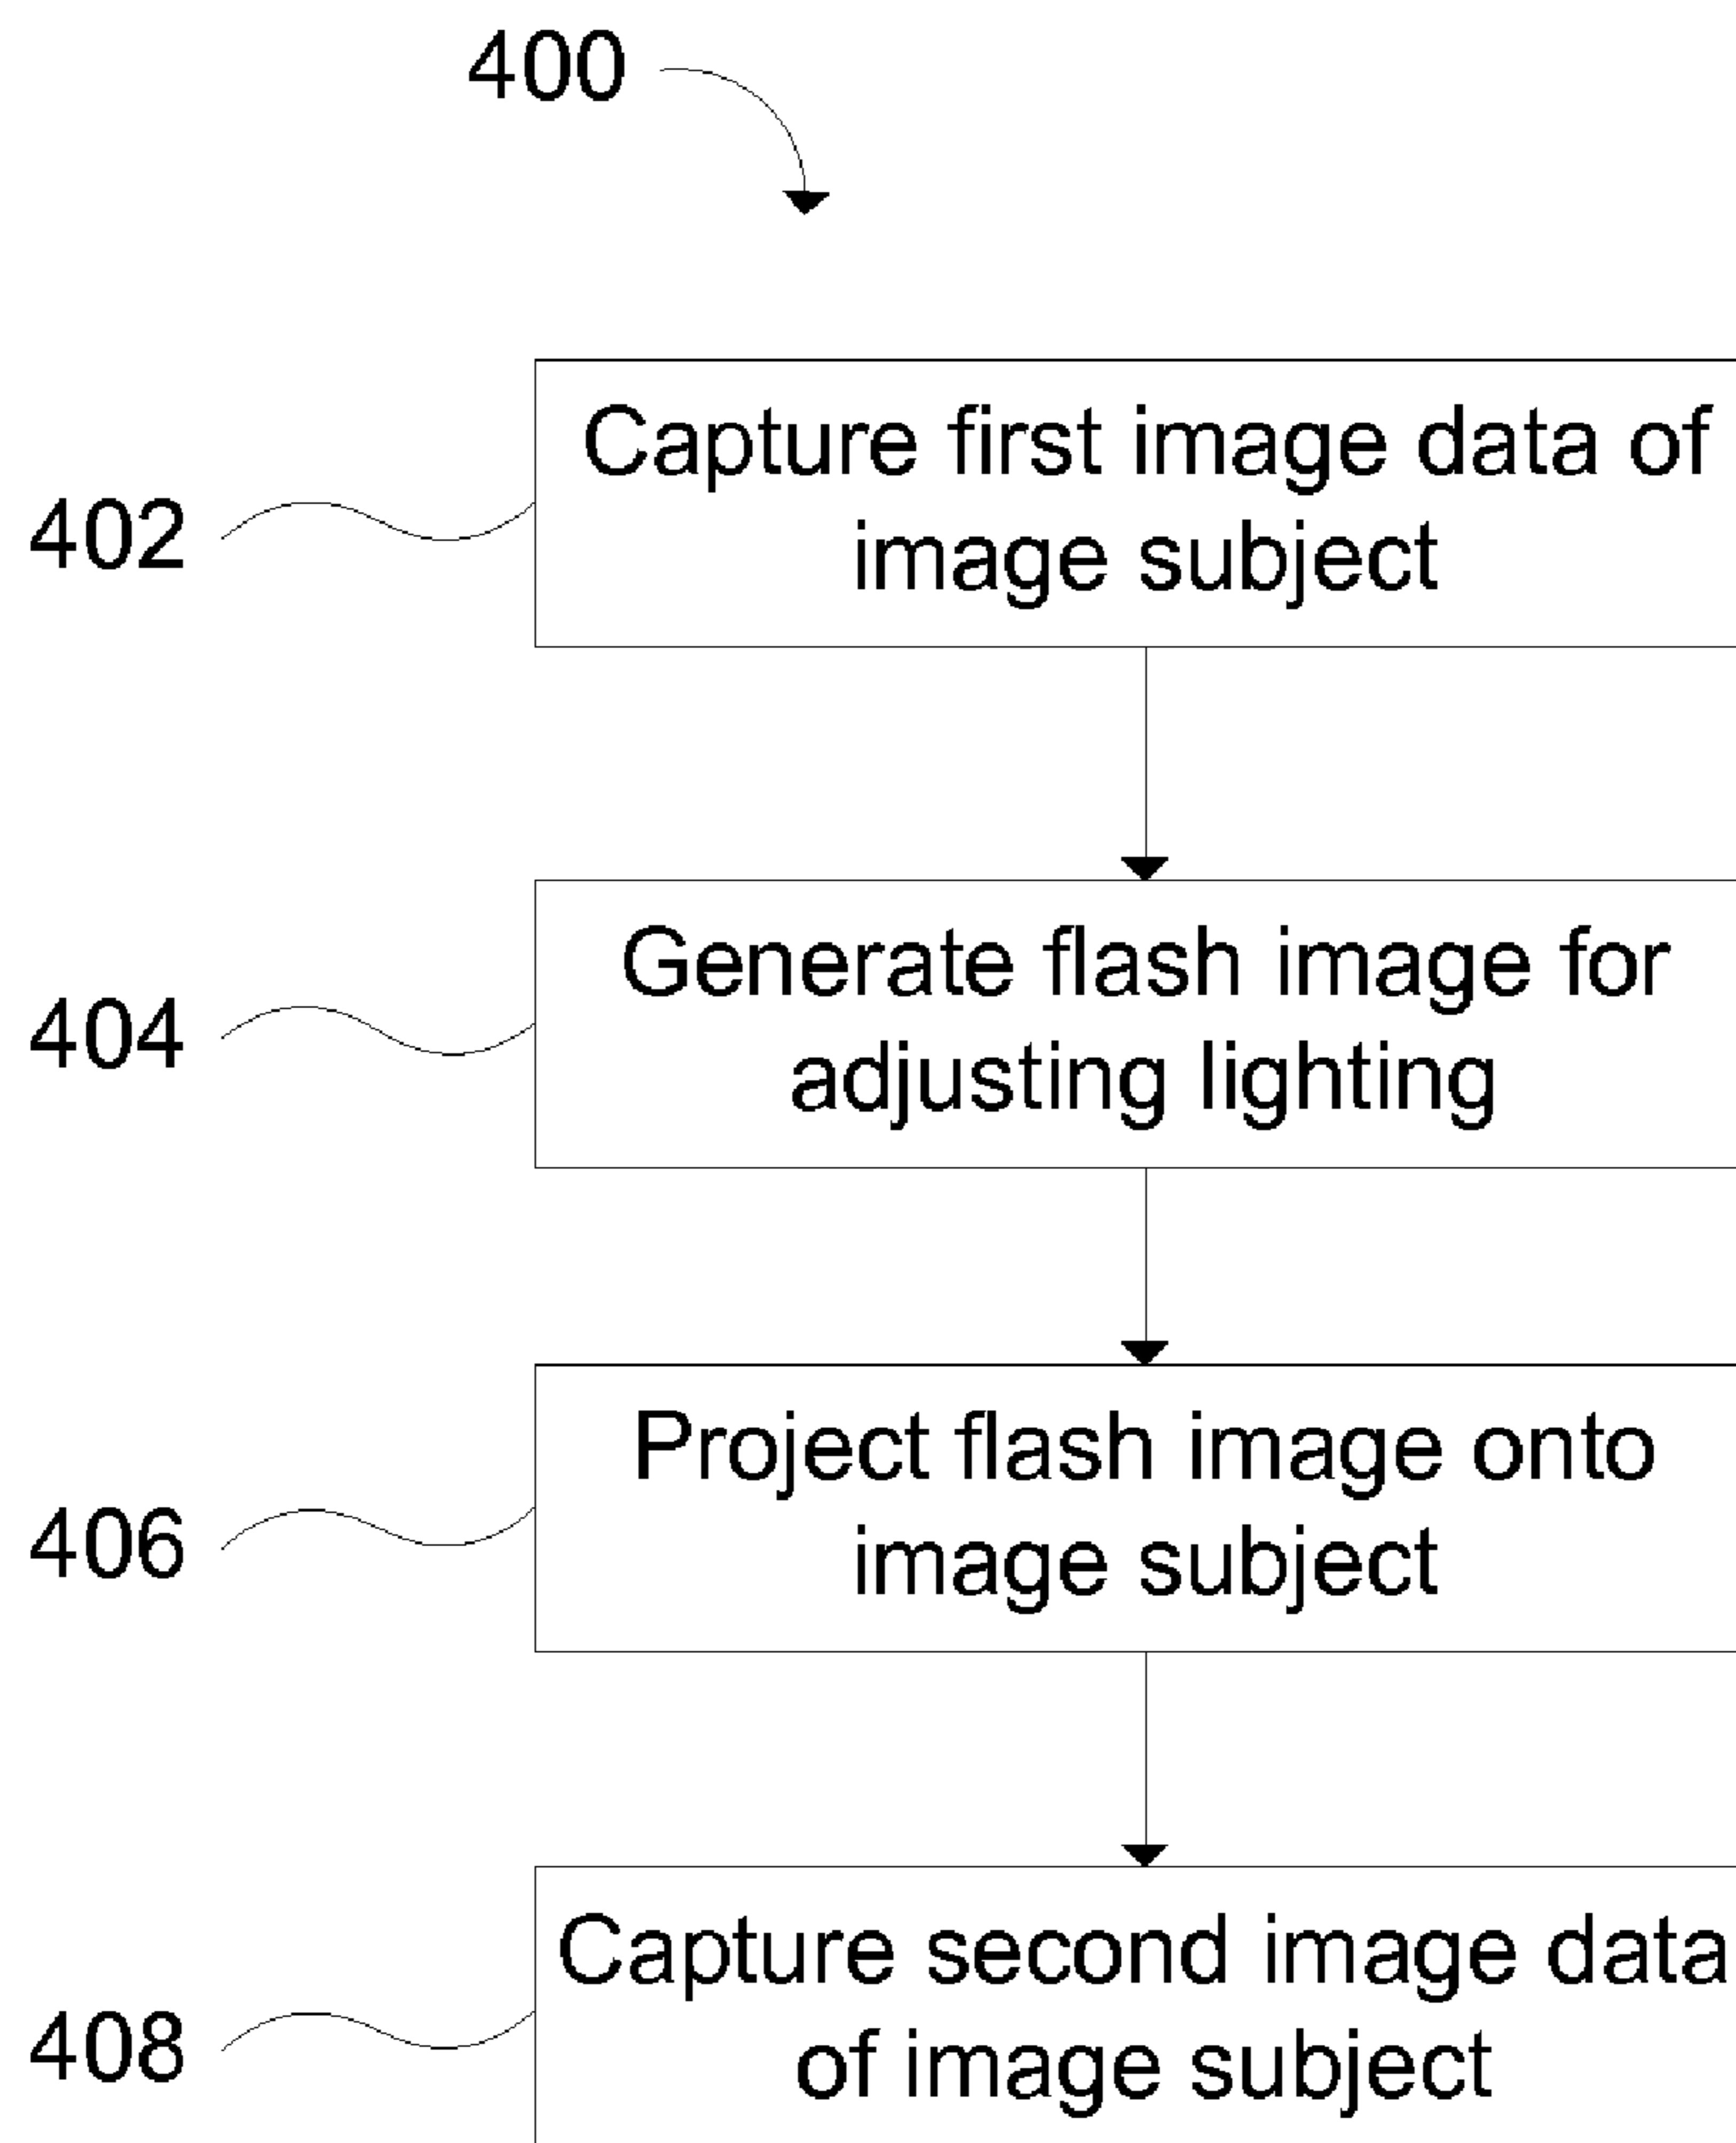 400
402
Capture first image data of
image subject
404
Generate flash image for
adjusting lighting
406
Project flash image onto
image subject
408
Capture second image data
of image subject